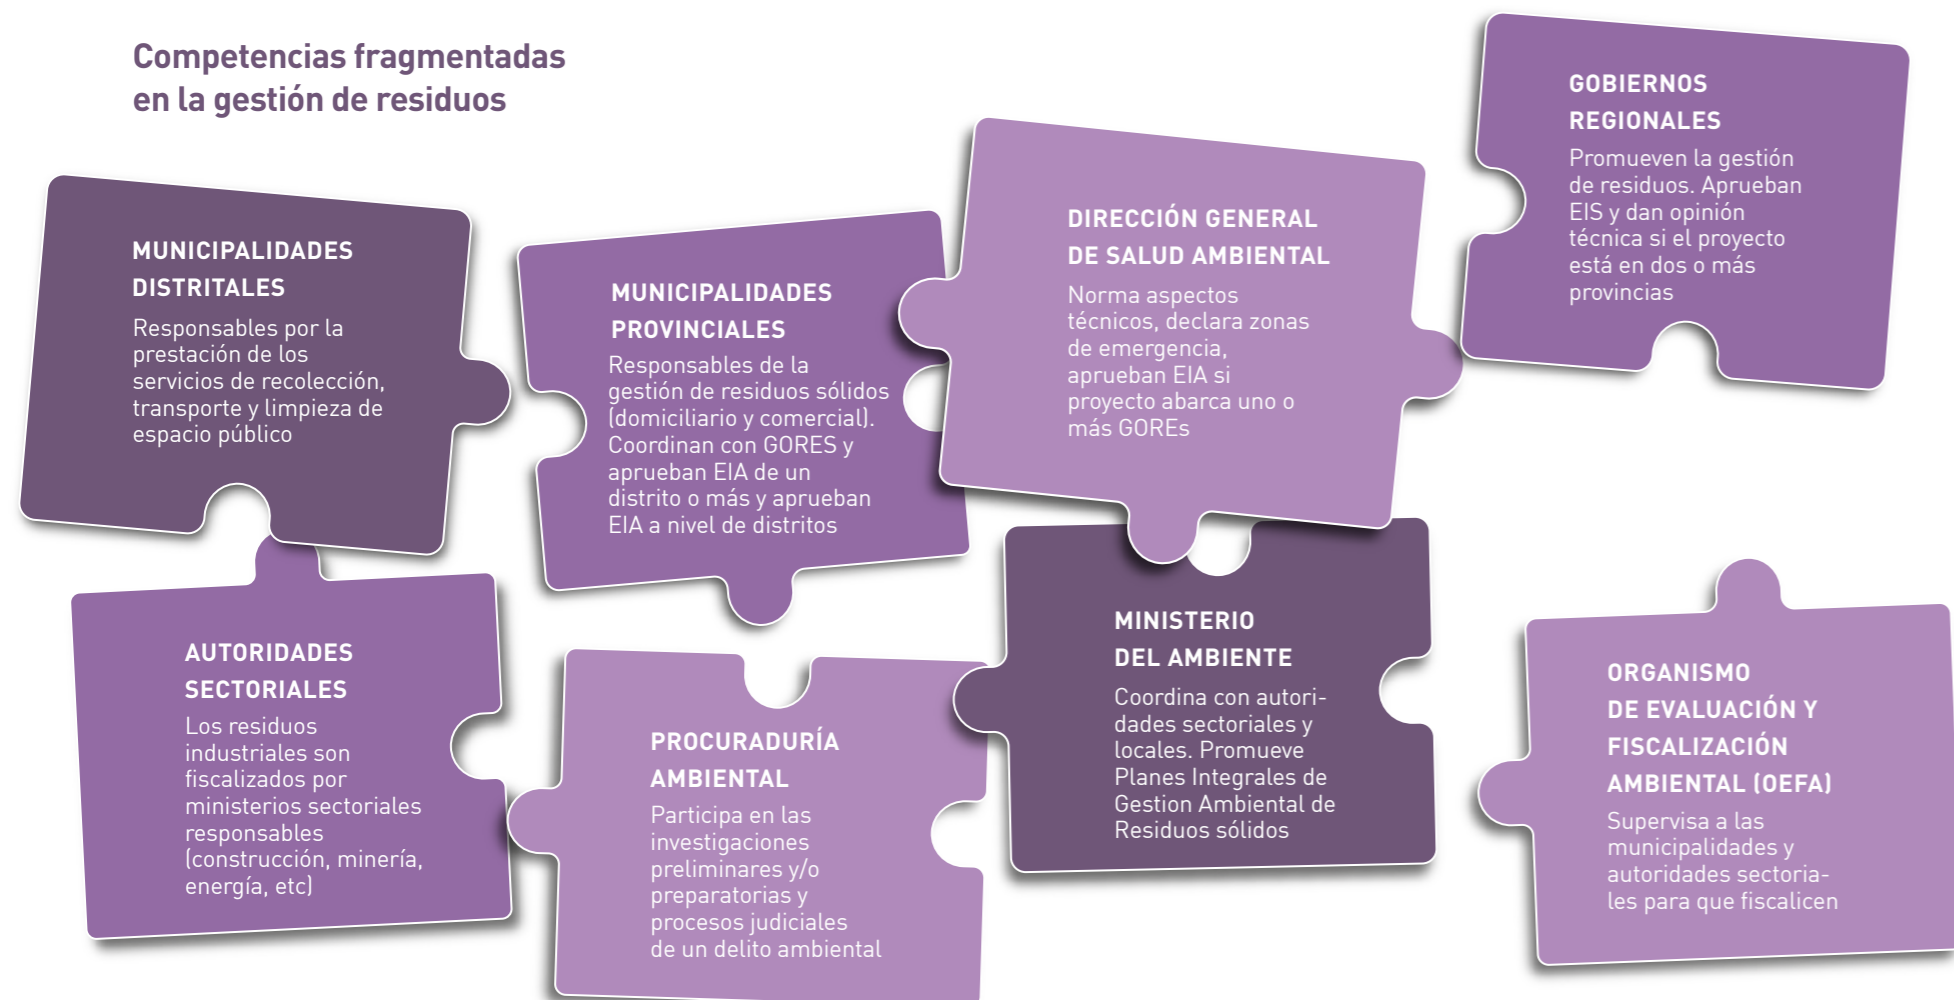 Competencias fragmentadas
en la gestión de residuos
MUNICIPALIDADES
DISTRITALES
Responsables por la
prestación de los
servicios de recolección,
transporte y limpieza de
espacio público
MUNICIPALIDADES
PROVINCIALES
Responsables de la
gestión de residuos sólidos
(domiciliario y comercial).
Coordinan con GORES y
aprueban EIA de un
distrito o más y aprueban
EIA a nivel de distritos
DIRECCIÓN GENERAL
DE SALUD AMBIENTAL
Norma aspectos
técnicos, declara zonas
de emergencia,
aprueban EIA si
proyecto abarca uno o
más GOREs
GOBIERNOS
REGIONALES
Promueven la gestión
de residuos. Aprueban
EIS y dan opinión
técnica si el proyecto
está en dos o más
provincias
AUTORIDADES
SECTORIALES
Los residuos
industriales son
fiscalizados por
ministerios sectoriales
responsables
(construcción, minería,
energía, etc)
PROCURADURÍA
AMBIENTAL
Participa en las
investigaciones
preliminares y/o
preparatorias y
procesos judiciales
de un delito ambiental
MINISTERIO
DEL AMBIENTE
Coordina con autori-
dades sectoriales y
locales. Promueve
Planes Integrales de
Gestion Ambiental de
Residuos sólidos
ORGANISMO
DE EVALUACIÓN Y
FISCALIZACIÓN
AMBIENTAL (OEFA)
Supervisa a las
municipalidades y
autoridades sectoria-
les para que fiscalicen